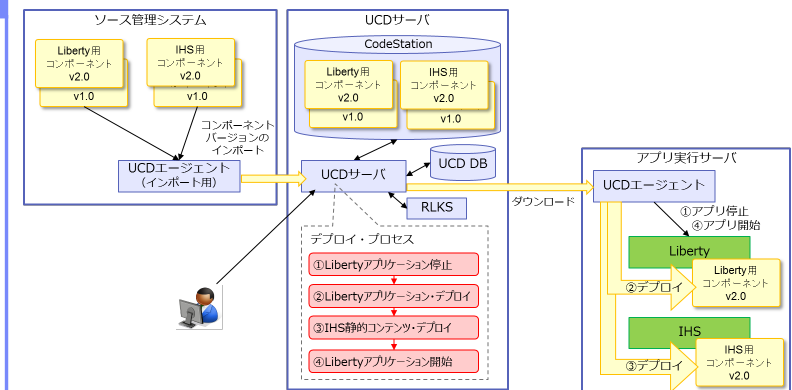 ソース管理システム
Liberty用
コンポーネント
v2.0
v1.0
IHS用
コンポーネント
v2.0
v1.0
コンポーネント
バージョンの
インポート
UCDエージェント
(インポート用)
UCDサーバ
CodeStation
Liberty用
コンポーネント
v2.0
v1.0
IHS用
コンポーネント
v2.0
v1.0
UCDサーバ
UCD DB
RLKS
デプロイ・プロセス
①Libertyアプリケーション停止
②Libertyアプリケーション・デプロイ
③IHS静的コンテンツ・デプロイ
④Libertyアプリケーション開始
ダウンロード
アプリ実行サーバ
UCDエージェント
①アプリ停止
④アプリ開始
Liberty
②デプロイ
Liberty用
コンポーネント
v2.0
IHS
③デプロイ
IHS用
コンポーネント
v2.0